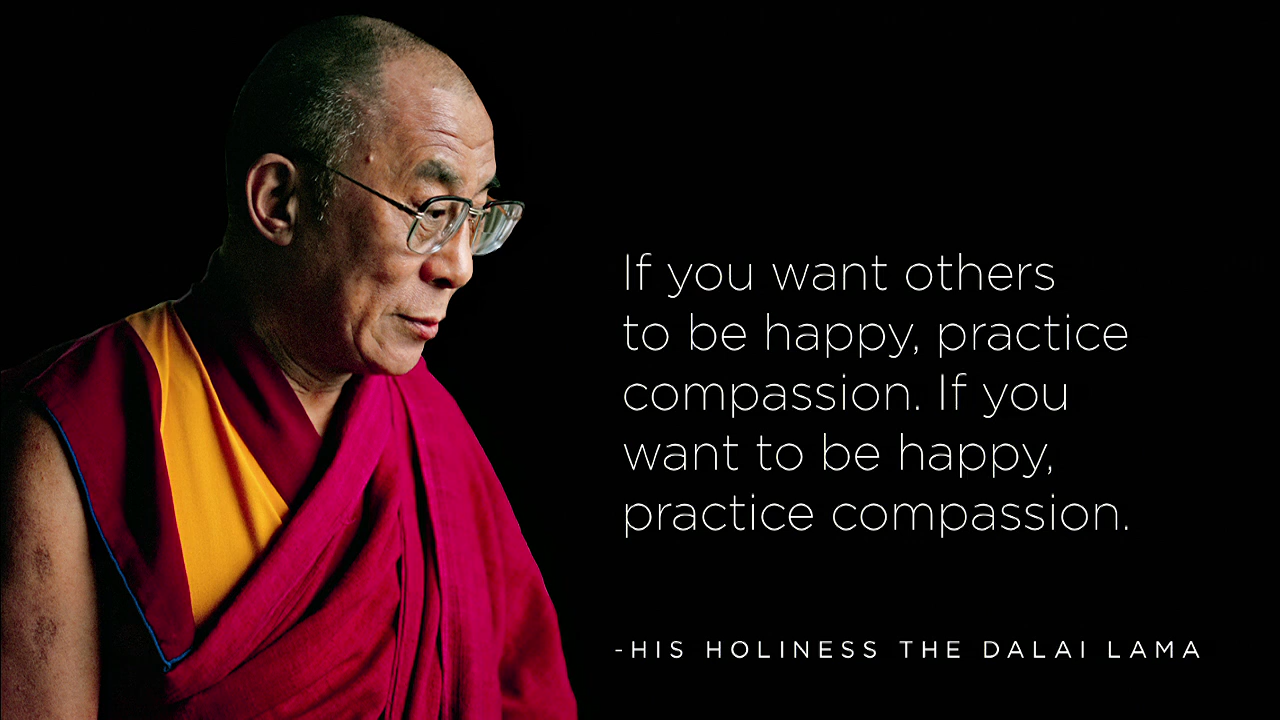 If you want others
to be happy, practice
compassion. If you
want to be happy,
practice compassion.
-HIS HOLINESS THE DALAI LAMA